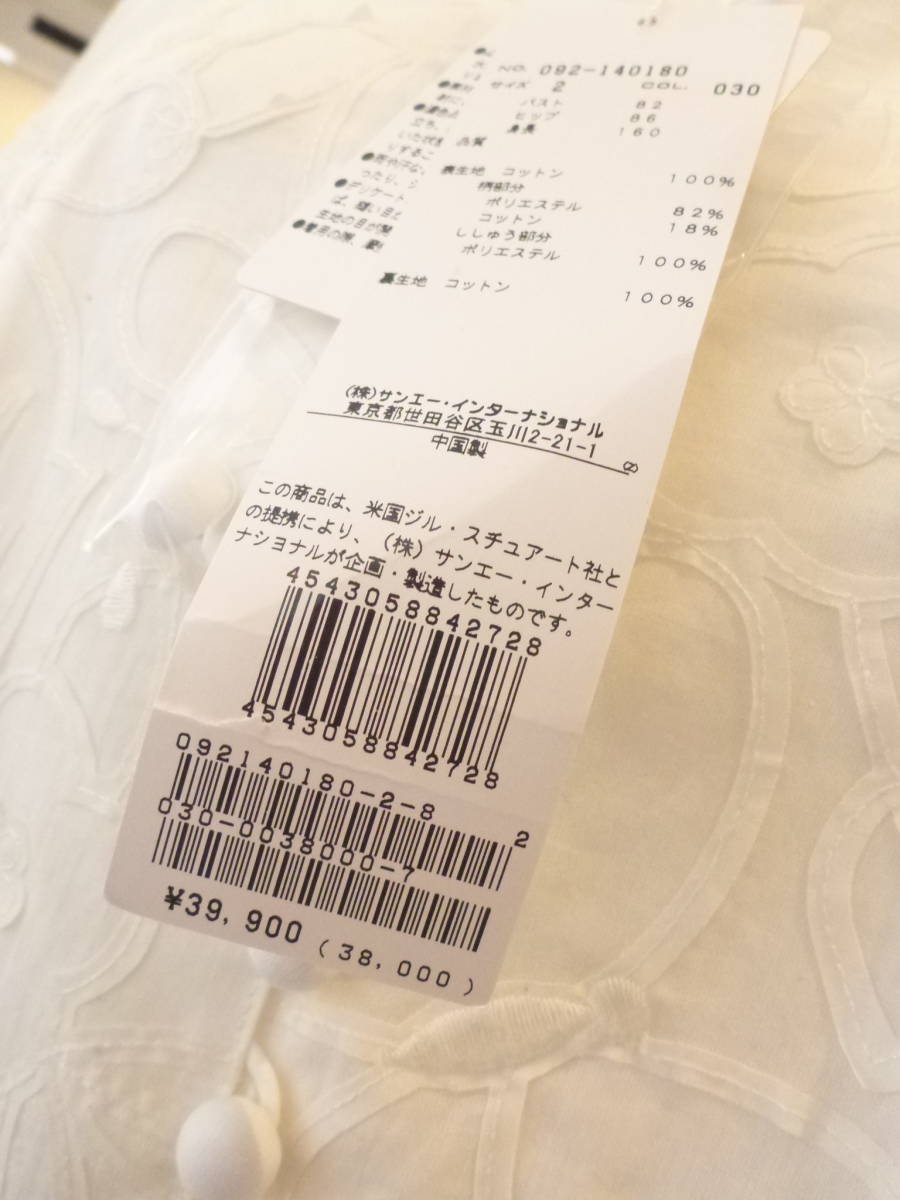 NO. 092-140180 COL. 030
サイズ 2
バスト 82
ヒップ 86
身長 160
品質
表生地 コットン 100%
柄部分
ポリエステル 82%
コットン 18%
ししゅう部分
ポリエステル 100%
裏生地 コットン 100%
(株)サンエー・インターナショナル
東京都世田谷区玉川2-21-1
中国製
この商品は、米国ジル・スチュアート社と
の提携により、(株)サンエー・インター
ナショナルが企画・製造したものです。
4543058842728
4543058842728
092140180-2-8 2
030-0038000-7
¥39,900 (38,000)